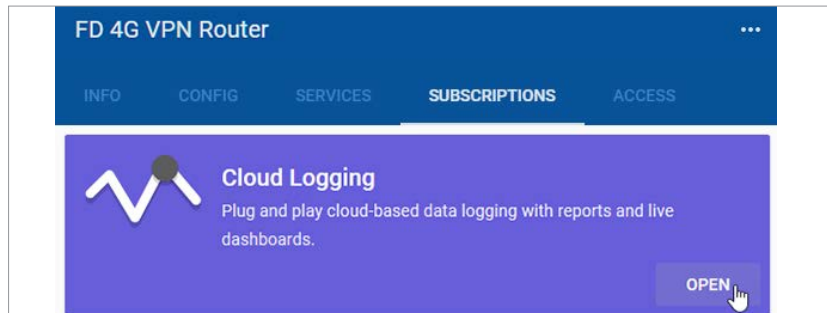 FD 4G VPN Router
INFO CONFIG SERVICES SUBSCRIPTIONS ACCESS
Cloud Logging
Plug and play cloud-based data logging with reports and live
dashboards.
OPEN